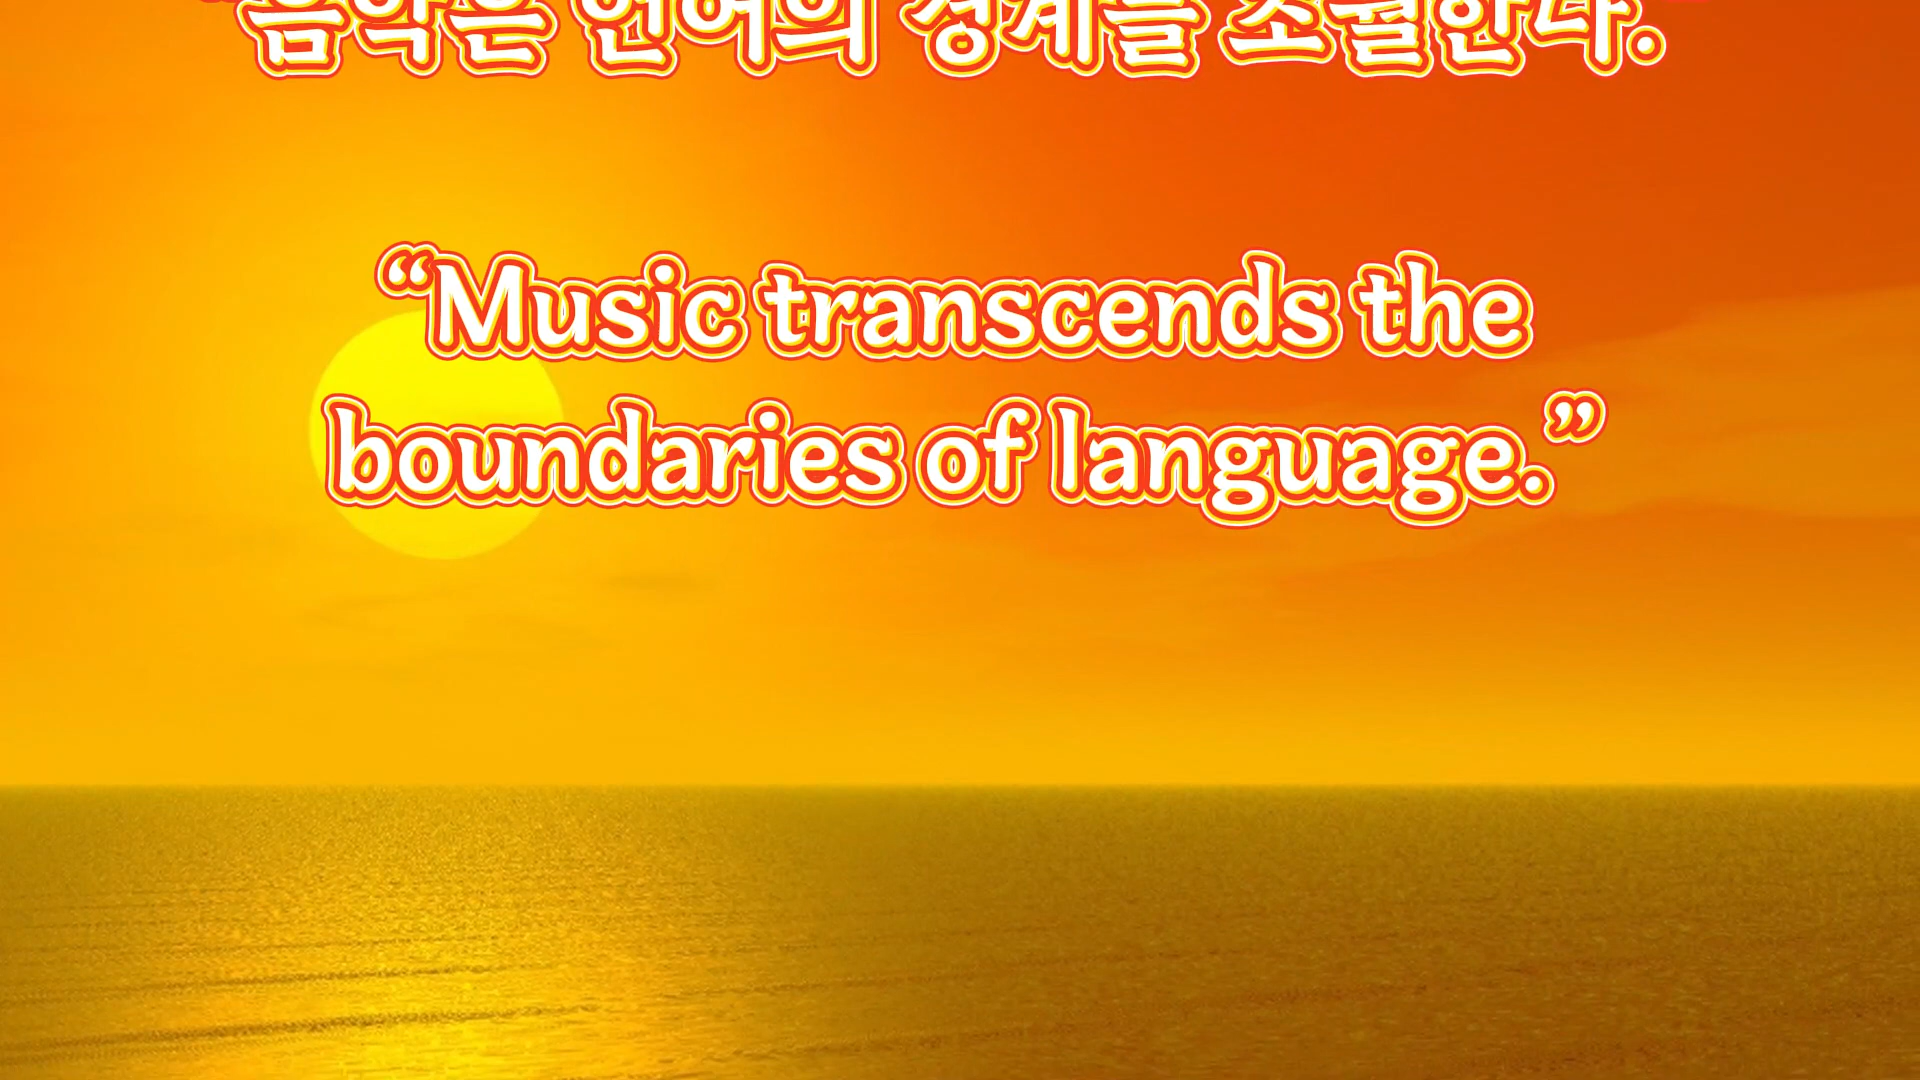 “음악은 언어의 경계를 초월한다.”
“Music transcends the
boundaries of language.”